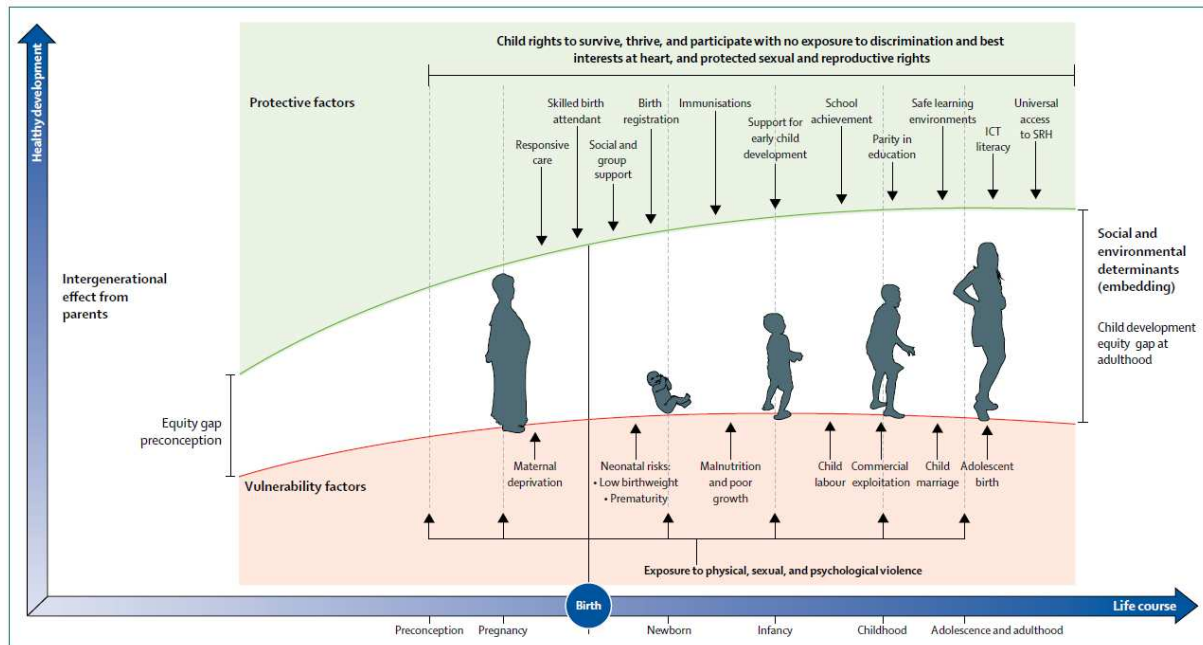 Child rights to survive, thrive, and participate with no exposure to discrimination and best
interests at heart, and protected sexual and reproductive rights
Healthy development
Protective factors
Responsive
care
Skilled birth
attendant
Social and
group
support
Birth
registration
Immunisations
Support for
early child
development
School
achievement
Parity in
education
Safe learning
environments
ICT
literacy
Universal
access
to SRH
Intergenerational
effect from
parents
Social and
environmental
determinants
(embedding)
Child development
equity gap at
adulthood
Equity gap
preconception
Vulnerability factors
Maternal
deprivation
Neonatal risks:
• Low birthweight
• Prematurity
Malnutrition
and poor
growth
Child
labour
Commercial
exploitation
Child
marriage
Adolescent
birth
Exposure to physical, sexual, and psychological violence
Birth
Life course
Preconception
Pregnancy
Newborn
Infancy
Childhood
Adolescence and adulthood